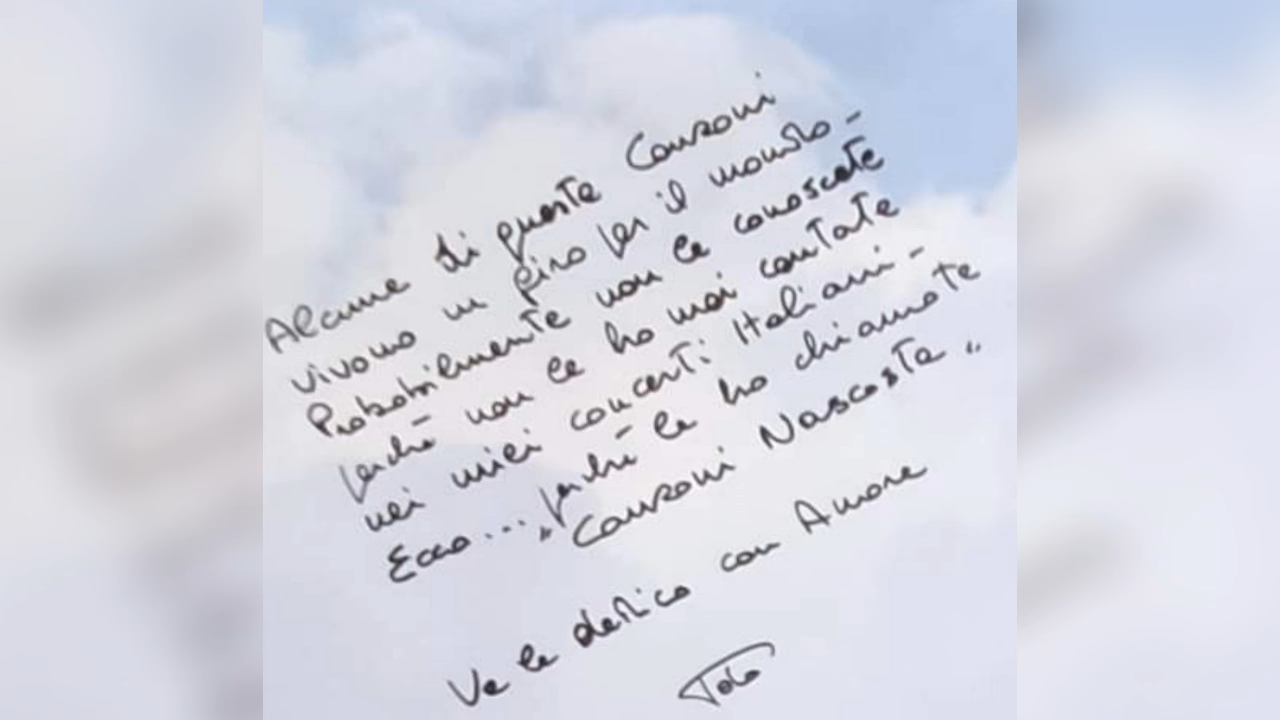 Alcune di queste Canzoni
vivono in giro per il mondo -
Probabilmente non le conoscete
perché non le ho mai cantate
nei miei concerti Italiani -
Ecco... perché le ho chiamate
"Canzoni Nascoste"
Ve le dedico con Amore
Toto